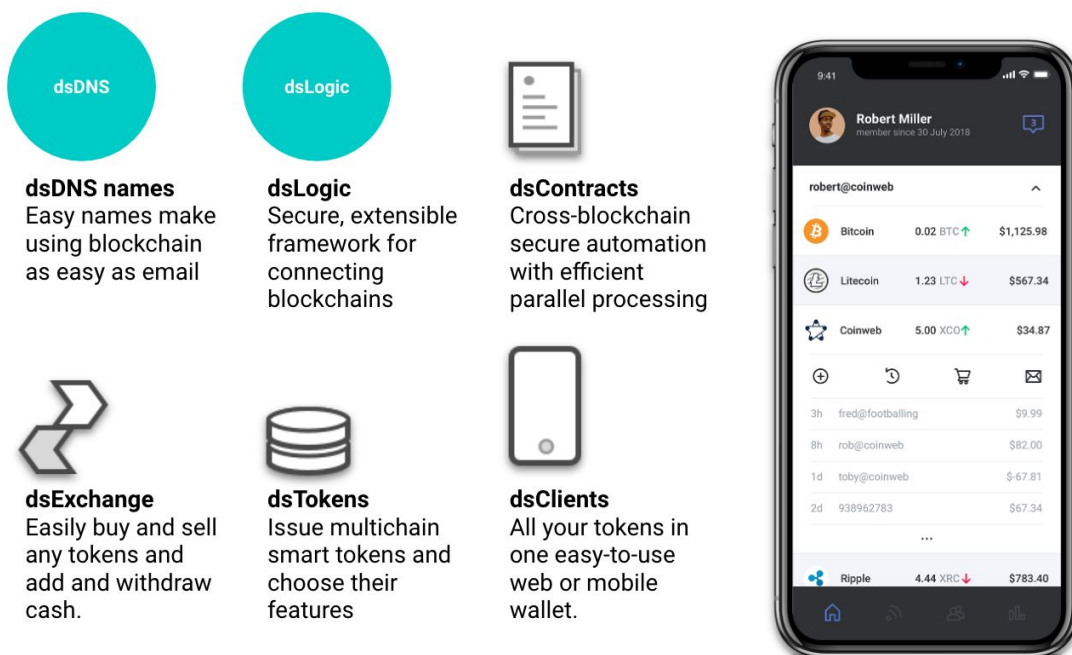 dsDNS
dsDNS names
Easy names make
using blockchain
as easy as email
dsLogic
dsLogic
Secure, extensible
framework for
connecting
blockchains
dsContracts
Cross-blockchain
secure automation
with efficient
parallel processing
dsExchange
Easily buy and sell
any tokens and
add and withdraw
cash.
dsTokens
Issue multichain
smart tokens and
choose their
features
dsClients
All your tokens in
one easy-to-use
web or mobile
wallet.
9:41
Robert Miller
member since 30 July 2018
3
robert@coinweb
Bitcoin 0.02 BTC↑ $1,125.98
Litecoin 1.23 LTC↓ $567.34
Coinweb 5.00 XCO↑ $34.87
3h fred@footballing $9.99
8h rob@coinweb $82.00
1d toby@coinweb $-67.81
2d 938962783 $67.34
...
Ripple 4.44 XRC↓ $783.40